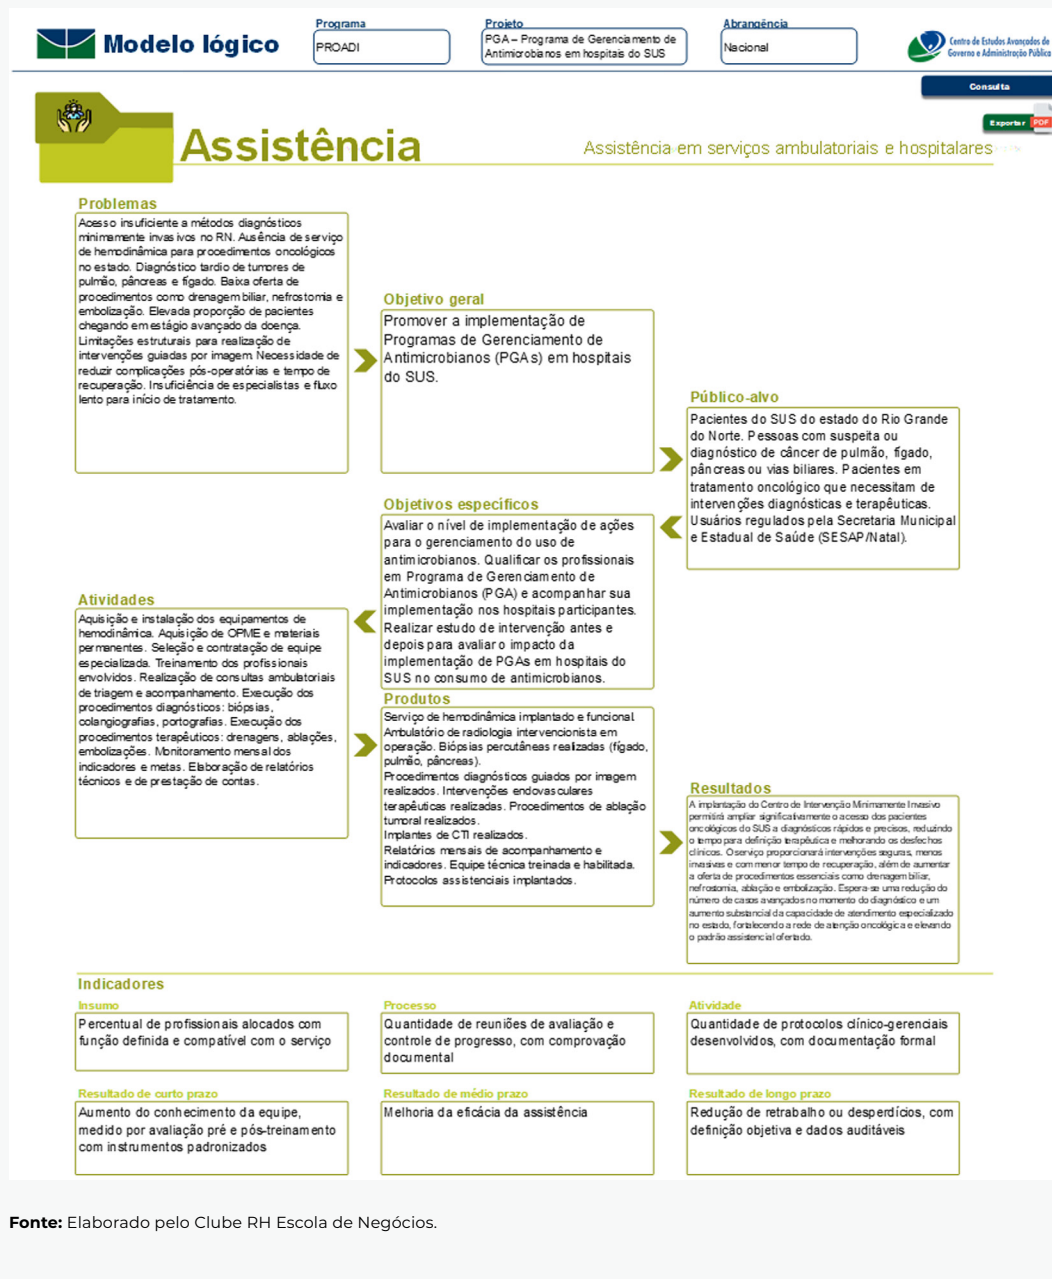 Modelo lógico
Programa
PROADI
Projeto
PGA – Programa de Gerenciamento de
Antimicrobianos em hospitais do SUS
Abrangência
Nacional
Centro de Estudos Avançados de
Governo e Administração Pública
Consulta
Exportar PDF
Assistência
Assistência em serviços ambulatoriais e hospitalares
Problemas
Acesso insuficiente a métodos diagnósticos
minimamente invasivos no RN. Ausência de serviço
de hemodinâmica para procedimentos oncológicos
no estado. Diagnóstico tardio de tumores de
pulmão, pâncreas e fígado. Baixa oferta de
procedimentos como drenagem biliar, nefrostomia e
embolização. Elevada proporção de pacientes
chegando em estágio avançado da doença.
Limitações estruturais para realização de
intervenções guiadas por imagem. Necessidade de
reduzir complicações pós-operatórias e tempo de
recuperação. Insuficiência de especialistas e fluxo
lento para início de tratamento.
Objetivo geral
Promover a implementação de
Programas de Gerenciamento de
Antimicrobianos (PGAs) em hospitais
do SUS.
Público-alvo
Pacientes do SUS do estado do Rio Grande
do Norte. Pessoas com suspeita ou
diagnóstico de câncer de pulmão, fígado,
pâncreas ou vias biliares. Pacientes em
tratamento oncológico que necessitam de
intervenções diagnósticas e terapêuticas.
Usuários regulados pela Secretaria Municipal
e Estadual de Saúde (SESAP/Natal).
Objetivos específicos
Avaliar o nível de implementação de ações
para o gerenciamento do uso de
antimicrobianos. Qualificar os profissionais
em Programa de Gerenciamento de
Antimicrobianos (PGA) e acompanhar sua
implementação nos hospitais participantes.
Realizar estudo de intervenção antes e
depois para avaliar o impacto da
implementação de PGAs em hospitais do
SUS no consumo de antimicrobianos.
Atividades
Aquisição e instalação dos equipamentos de
hemodinâmica. Aquisição de OPME e materiais
permanentes. Seleção e contratação de equipe
especializada. Treinamento dos profissionais
envolvidos. Realização de consultas ambulatoriais
de triagem e acompanhamento. Execução dos
procedimentos diagnósticos: biópsias,
colangiografias, portografias. Execução dos
procedimentos terapêuticos: drenagens, ablações,
embolizações. Monitoramento mensal dos
indicadores e metas. Elaboração de relatórios
técnicos e de prestação de contas.
Produtos
Serviço de hemodinâmica implantado e funcional.
Ambulatório de radiologia intervencionista em
operação. Biópsias percutâneas realizadas (fígado,
pulmão, pâncreas).
Procedimentos diagnósticos guiados por imagem
realizados. Intervenções endovasculares
terapêuticas realizadas. Procedimentos de ablação
tumoral realizados.
Implantes de CTI realizados.
Relatórios mensais de acompanhamento e
indicadores. Equipe técnica treinada e habilitada.
Protocolos assistenciais implantados.
Resultados
A implantação do Centro de Intervenção Minimamente Invasivo
permitirá ampliar significativamente o acesso dos pacientes
oncológicos do SUS a diagnósticos rápidos e precisos, reduzindo
o tempo para definição terapêutica e melhorando os desfechos
clínicos. O serviço proporcionará intervenções seguras, menos
invasivas e com menor tempo de recuperação, além de aumentar
a oferta de procedimentos essenciais como drenagem biliar,
nefrostomia, ablação e embolização. Espera-se uma redução do
número de casos avançados no momento do diagnóstico e um
aumento substancial da capacidade de atendimento especializado
no estado, fortalecendo a rede de atenção oncológica e elevando
o padrão assistencial ofertado.
Indicadores
Insumo
Percentual de profissionais alocados com
função definida e compatível com o serviço
Processo
Quantidade de reuniões de avaliação e
controle de progresso, com comprovação
documental
Atividade
Quantidade de protocolos clínico-gerenciais
desenvolvidos, com documentação formal
Resultado de curto prazo
Aumento do conhecimento da equipe,
medido por avaliação pré e pós-treinamento
com instrumentos padronizados
Resultado de médio prazo
Melhoria da eficácia da assistência
Resultado de longo prazo
Redução de retrabalho ou desperdícios, com
definição objetiva e dados auditáveis
Fonte: Elaborado pelo Clube RH Escola de Negócios.